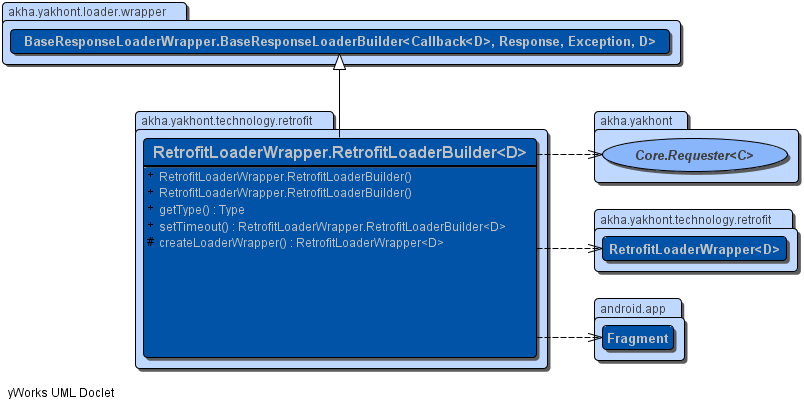 akha.yakhont.loader.wrapper
BaseResponseLoaderWrapper.BaseResponseLoaderBuilder<Callback<D>, Response, Exception, D>
akha.yakhont.technology.retrofit
RetrofitLoaderWrapper.RetrofitLoaderBuilder<D>
+ RetrofitLoaderWrapper.RetrofitLoaderBuilder()
+ RetrofitLoaderWrapper.RetrofitLoaderBuilder()
+ getType() : Type
+ setTimeout() : RetrofitLoaderWrapper.RetrofitLoaderBuilder<D>
# createLoaderWrapper() : RetrofitLoaderWrapper<D>
akha.yakhont
Core.Requester<C>
akha.yakhont.technology.retrofit
RetrofitLoaderWrapper<D>
android.app
Fragment
yWorks UML Doclet